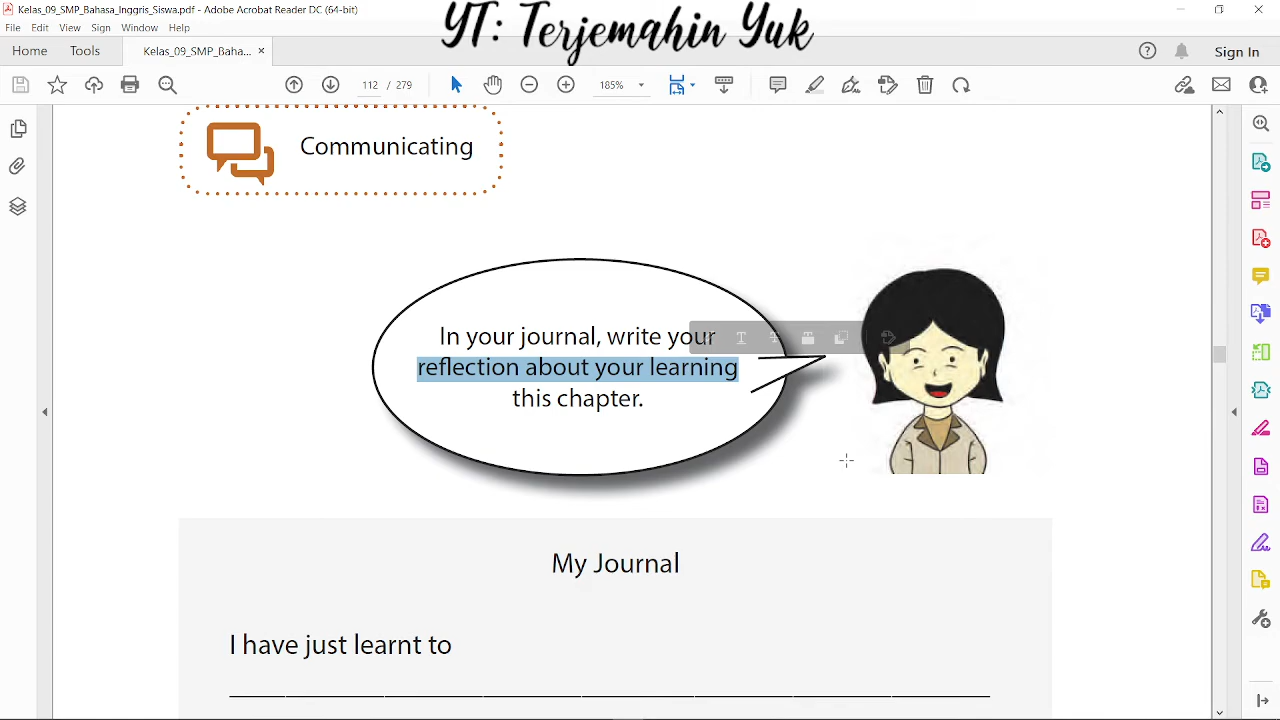 Kelas_09_SMP_Bahasa_Inggris_Siswa.pdf - Adobe Acrobat Reader DC (64-bit)
YT: Terjemahin Yuk
File Edit View Window Help
Home Tools Kelas_09_SMP_Baha... × Sign In
112 / 279 185%
Communicating
In your journal, write your
reflection about your learning
this chapter.
My Journal
I have just learnt to